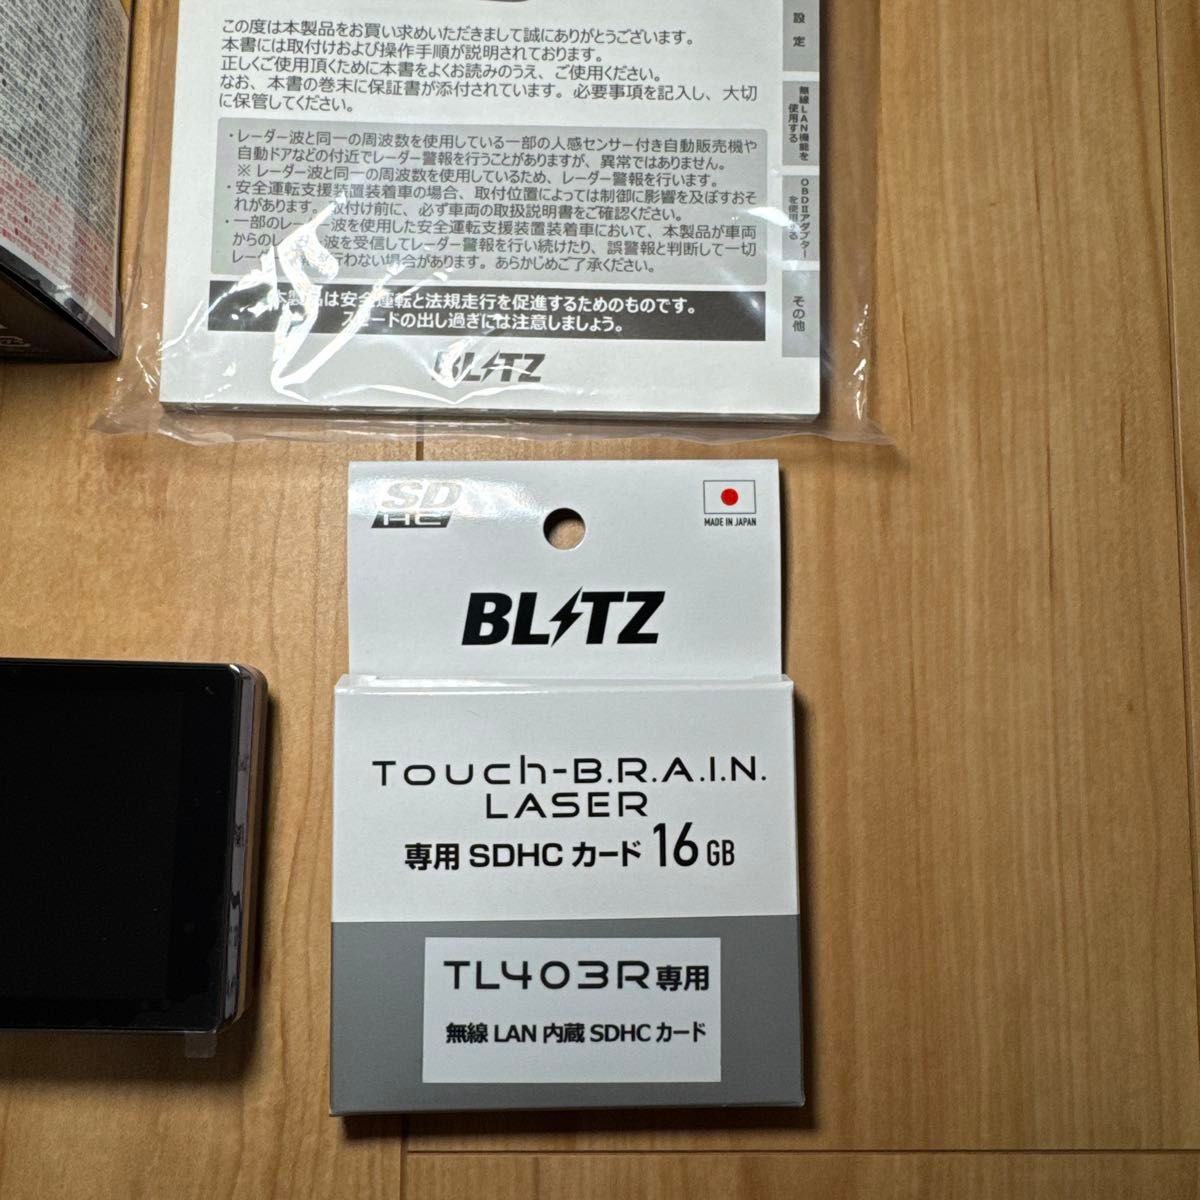 この度は本製品をお買い求めいただきまして誠にありがとうございます。
本書には取付けおよび操作手順が説明されております。
正しくご使用頂くために本書をよくお読みのうえ、ご使用ください。
なお、本書の巻末に保証書が添付されています。必要事項を記入し、大切
に保管してください。
・レーダー波と同一の周波数を使用している一部の人感センサー付き自動販売機や
自動ドアなどの付近でレーダー警報を行うことがありますが、異常ではありません。
※ レーダー波と同一の周波数を使用しているため、レーダー警報を行います。
・安全運転支援装置装着車の場合、取付位置によっては制御に影響を及ぼすおそ
れがあります。取付け前に、必ず車両の取扱説明書をご確認ください。
・一部のレーダー波を使用した安全運転支援装置装着車において、本製品が車両
からのレーダー波を受信してレーダー警報を行い続けたり、誤警報と判断して一切
レーダー警報を行わない場合があります。あらかじめご了承ください。
本製品は安全運転と法規走行を促進するためのものです。
スピードの出し過ぎには注意しましょう。
BLITZ
設定
無線LAN機能を
使用する
OBDⅡアダプター
を使用する
その他
SD
HC
MADE IN JAPAN
BLITZ
Touch-B.R.A.I.N.
LASER
専用 SDHC カード 16 GB
TL403R専用
無線 LAN 内蔵 SDHC カード